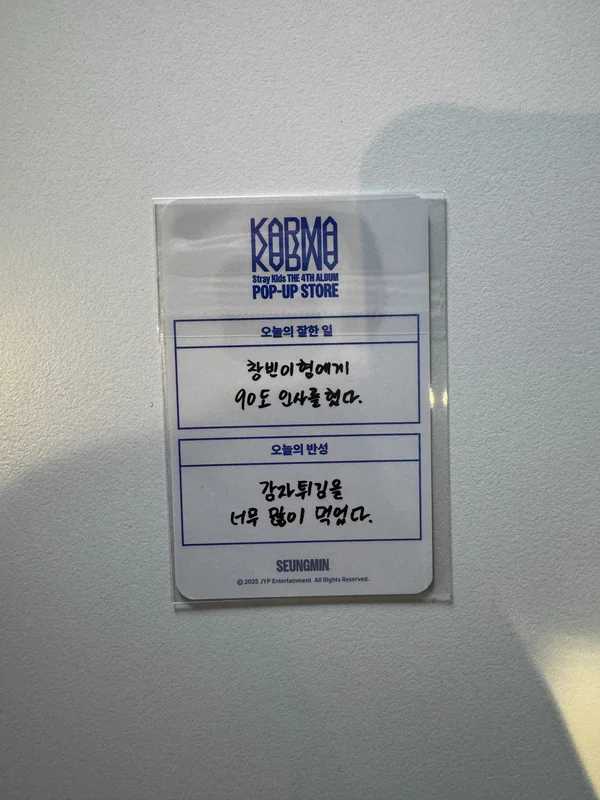 KARMA
Stray Kids THE 4TH ALBUM
POP-UP STORE
오늘의 잘한 일
창빈이형에게
90도 인사를 했다.
오늘의 반성
감자튀김을
너무 많이 먹었다.
SEUNGMIN
© 2025 JYP Entertainment. All Rights Reserved.